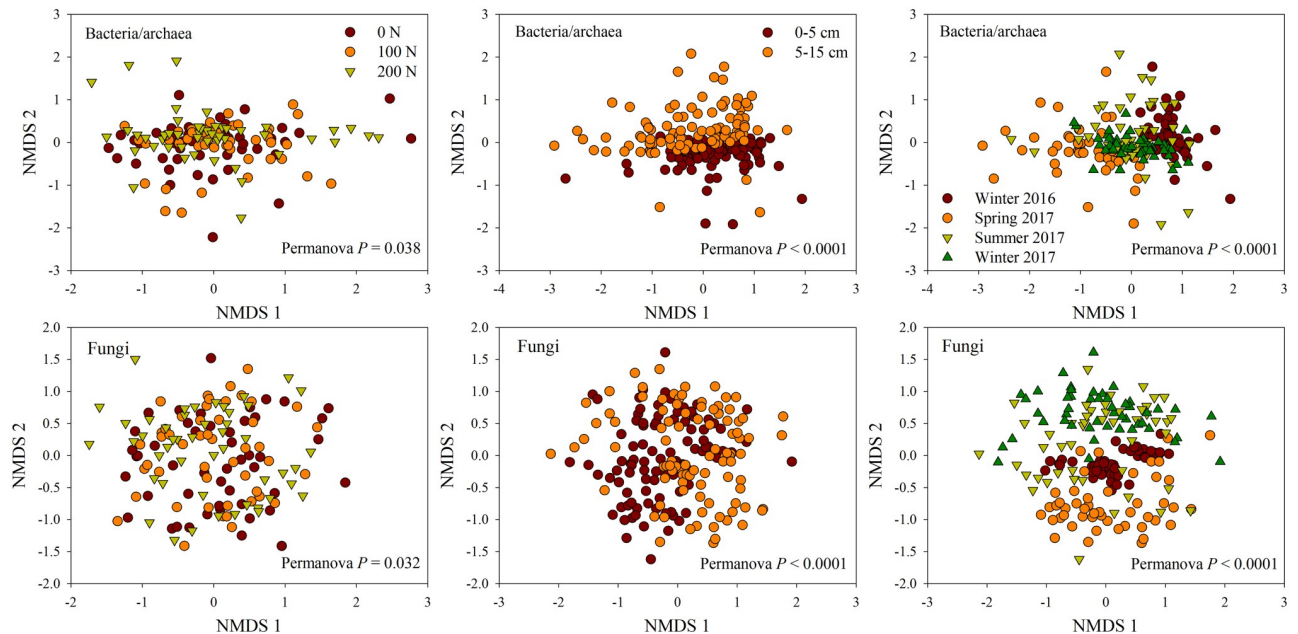 Bacteria/archaea
0 N
100 N
200 N
3
2
1
0
-1
-2
-3
NMDS 2
Permanova P = 0.038
-2 -1 0 1 2 3
NMDS 1
Bacteria/archaea
0-5 cm
5-15 cm
3
2
1
0
-1
-2
-3
NMDS 2
Permanova P < 0.0001
-4 -3 -2 -1 0 1 2 3
NMDS 1
Bacteria/archaea
3
2
1
0
-1
-2
-3
NMDS 2
Winter 2016
Spring 2017
Summer 2017
Winter 2017
Permanova P < 0.0001
-4 -3 -2 -1 0 1 2 3
NMDS 1
Fungi
2.0
1.5
1.0
0.5
0.0
-0.5
-1.0
-1.5
-2.0
NMDS 2
Permanova P = 0.032
-2 -1 0 1 2 3
NMDS 1
Fungi
2.0
1.5
1.0
0.5
0.0
-0.5
-1.0
1.5
2.0
NMDS 2
Permanova P < 0.0001
-3 -2 -1 0 1 2 3
NMDS 1
Fungi
2.0
1.5
1.0
0.5
0.0
-0.5
-1.0
-1.5
2.0
NMDS 2
Permanova P < 0.0001
-3 -2 -1 0 1 2 3
NMDS 1